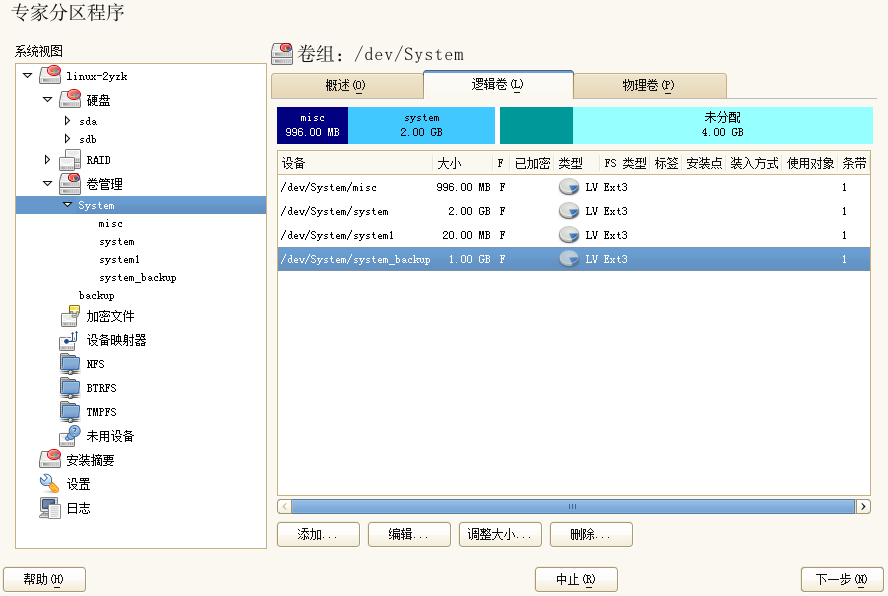 专家分区程序
系统视图
linux-2yzk
硬盘
sda
sdb
RAID
卷管理
System
misc
system
system1
system_backup
backup
加密文件
设备映射器
NFS
BTRFS
TMPFS
未用设备
安装摘要
设置
日志
卷组: /dev/System
概述(O) 逻辑卷(L) 物理卷(P)
misc system 未分配
996.00 MB 2.00 GB 4.00 GB
设备 大小 F 已加密 类型 FS 类型 标签 安装点 装入方式 使用对象 条带
/dev/System/misc 996.00 MB F LV Ext3 1
/dev/System/system 2.00 GB F LV Ext3 1
/dev/System/system1 20.00 MB F LV Ext3 1
/dev/System/system_backup 1.00 GB F LV Ext3 1
添加... 编辑... 调整大小... 删除...
帮助(H) 中止(R) 下一步(N)